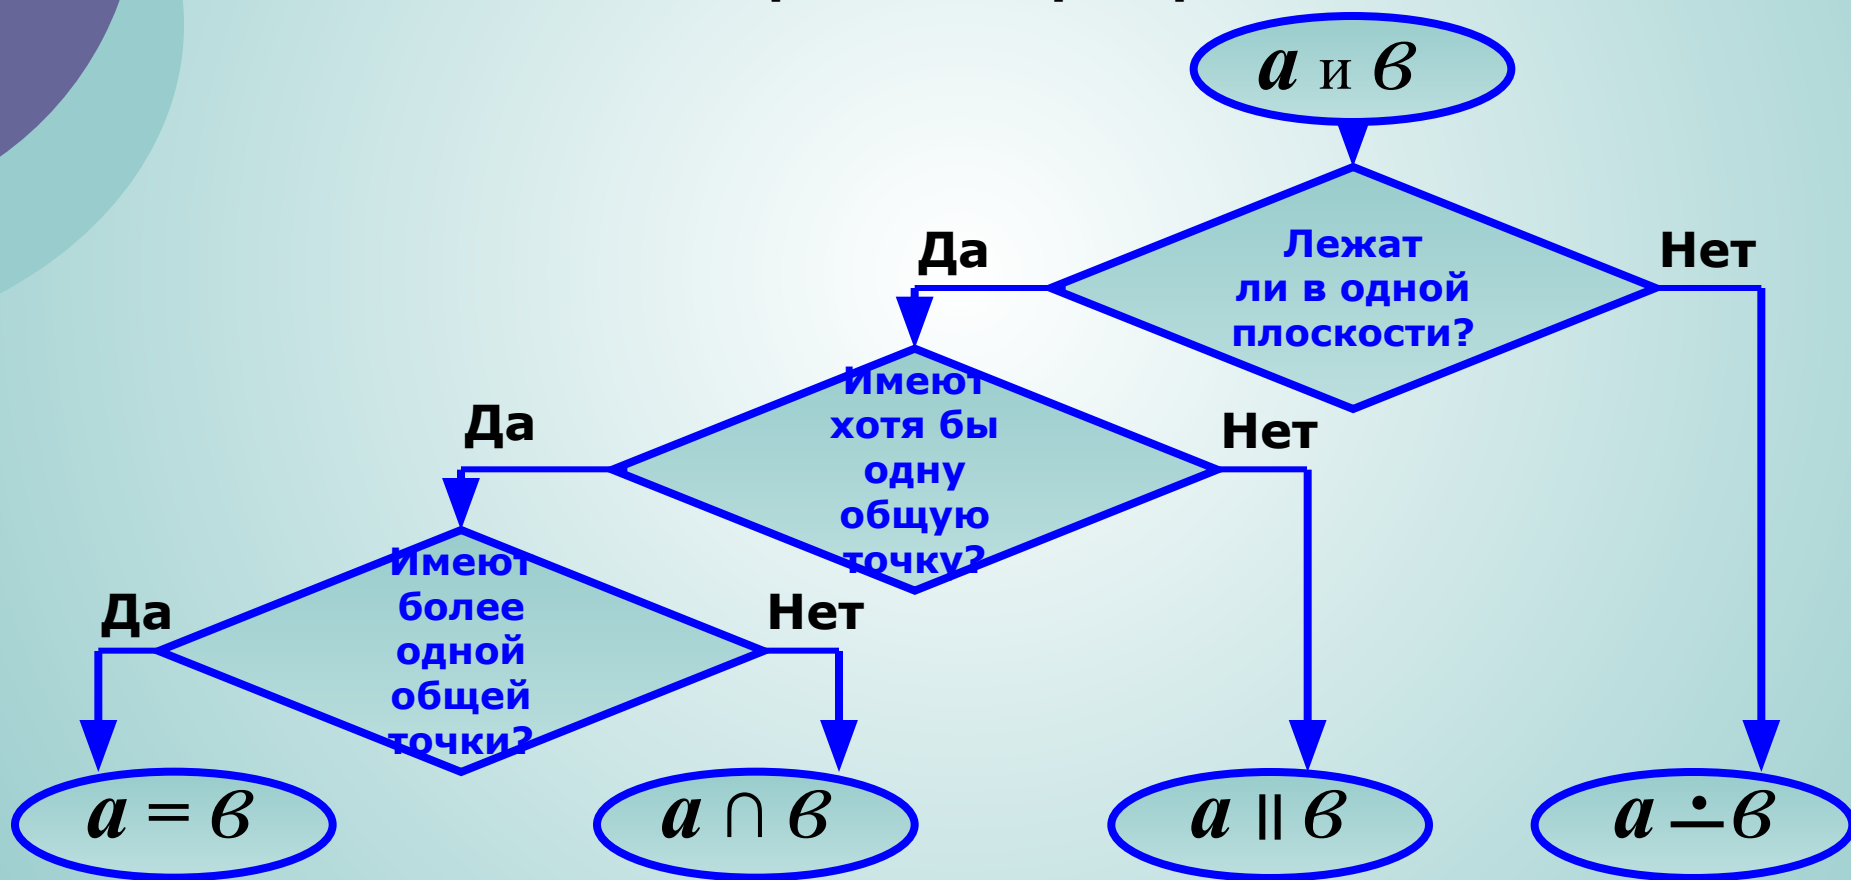 а и в
Лежат
ли в одной
плоскости?
Да
Нет
Имеют
хотя бы
одну
общую
точку?
Да
Нет
Имеют
более
одной
общей
точки?
Да
Нет
а = в
а ∩ в
а || в
а ∸ в